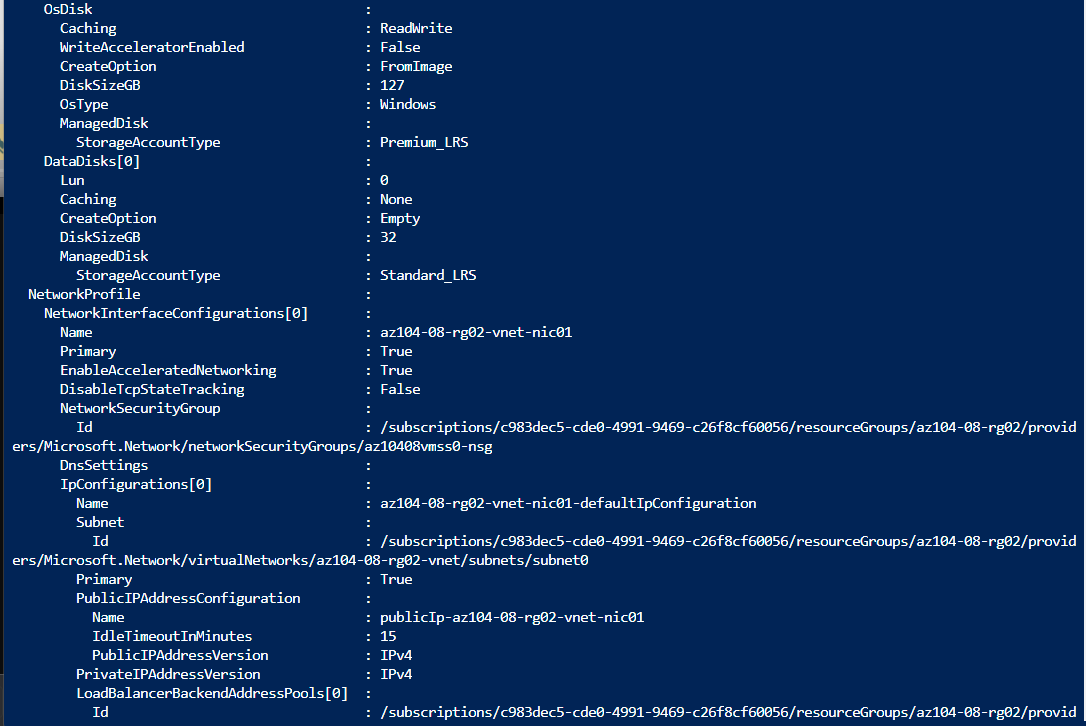 OsDisk :
Caching : ReadWrite
WriteAcceleratorEnabled : False
CreateOption : FromImage
DiskSizeGB : 127
OsType : Windows
ManagedDisk :
StorageAccountType : Premium_LRS
DataDisks[0] :
Lun : 0
Caching : None
CreateOption : Empty
DiskSizeGB : 32
ManagedDisk :
StorageAccountType : Standard_LRS
NetworkProfile :
NetworkInterfaceConfigurations[0] :
Name : az104-08-rg02-vnet-nic01
Primary : True
EnableAcceleratedNetworking : True
DisableTcpStateTracking : False
NetworkSecurityGroup :
Id : /subscriptions/c983dec5-cde0-4991-9469-c26f8cf60056/resourceGroups/az104-08-rg02/provid
ers/Microsoft.Network/networkSecurityGroups/az10408vmss0-nsg
DnsSettings :
IpConfigurations[0] :
Name : az104-08-rg02-vnet-nic01-defaultIpConfiguration
Subnet :
Id : /subscriptions/c983dec5-cde0-4991-9469-c26f8cf60056/resourceGroups/az104-08-rg02/provid
ers/Microsoft.Network/virtualNetworks/az104-08-rg02-vnet/subnets/subnet0
Primary : True
PublicIPAddressConfiguration :
Name : publicIp-az104-08-rg02-vnet-nic01
IdleTimeoutInMinutes : 15
PublicIPAddressVersion : IPv4
PrivateIPAddressVersion : IPv4
LoadBalancerBackendAddressPools[0] :
Id : /subscriptions/c983dec5-cde0-4991-9469-c26f8cf60056/resourceGroups/az104-08-rg02/provid